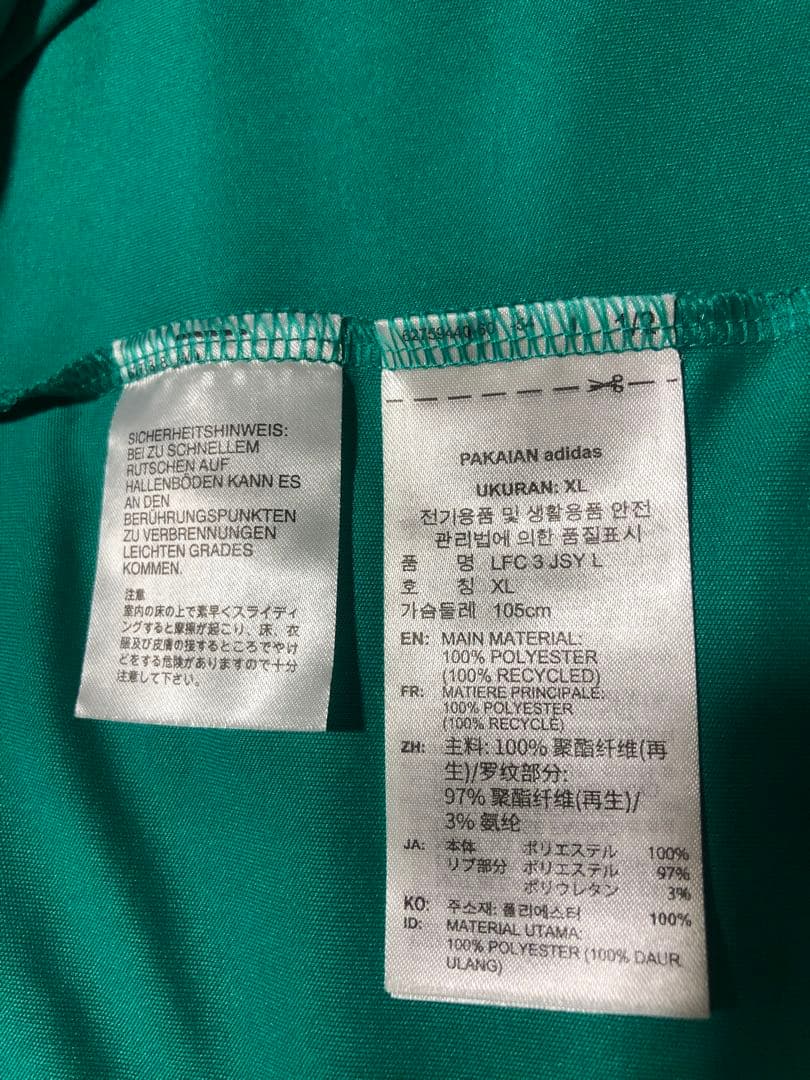 SICHERHEITSHINWEIS:
BEI ZU SCHNELLEM
RUTSCHEN AUF
HALLENBÖDEN KANN ES
AN DEN
BERÜHRUNGSPUNKTEN
ZU VERBRENNUNGEN
LEICHTEN GRADES
KOMMEN.
注意
室内の床の上で素早くスライディ
ングすると摩擦が起こり、床、衣
服及び皮膚の接するところでやけ
どをする危険がありますので十分
注意して下さい。
1/2
PAKAIAN adidas
UKURAN: XL
전기용품 및 생활용품 안전
관리법에 의한 품질표시
품 명 LFC 3 JSY L
호 칭 XL
가슴둘레 105cm
EN: MAIN MATERIAL:
100% POLYESTER
(100% RECYCLED)
FR: MATIERE PRINCIPALE:
100% POLYESTER
(100% RECYCLÉ)
ZH: 主料: 100% 聚酯纤维(再
生)/罗纹部分:
97% 聚酯纤维(再生)/
3% 氨纶
JA: 本体 ポリエステル 100%
リブ部分 ポリエステル 97%
ポリウレタン 3%
KO: 주소재: 폴리에스터 100%
ID: MATERIAL UTAMA:
100% POLYESTER (100% DAUR
ULANG)